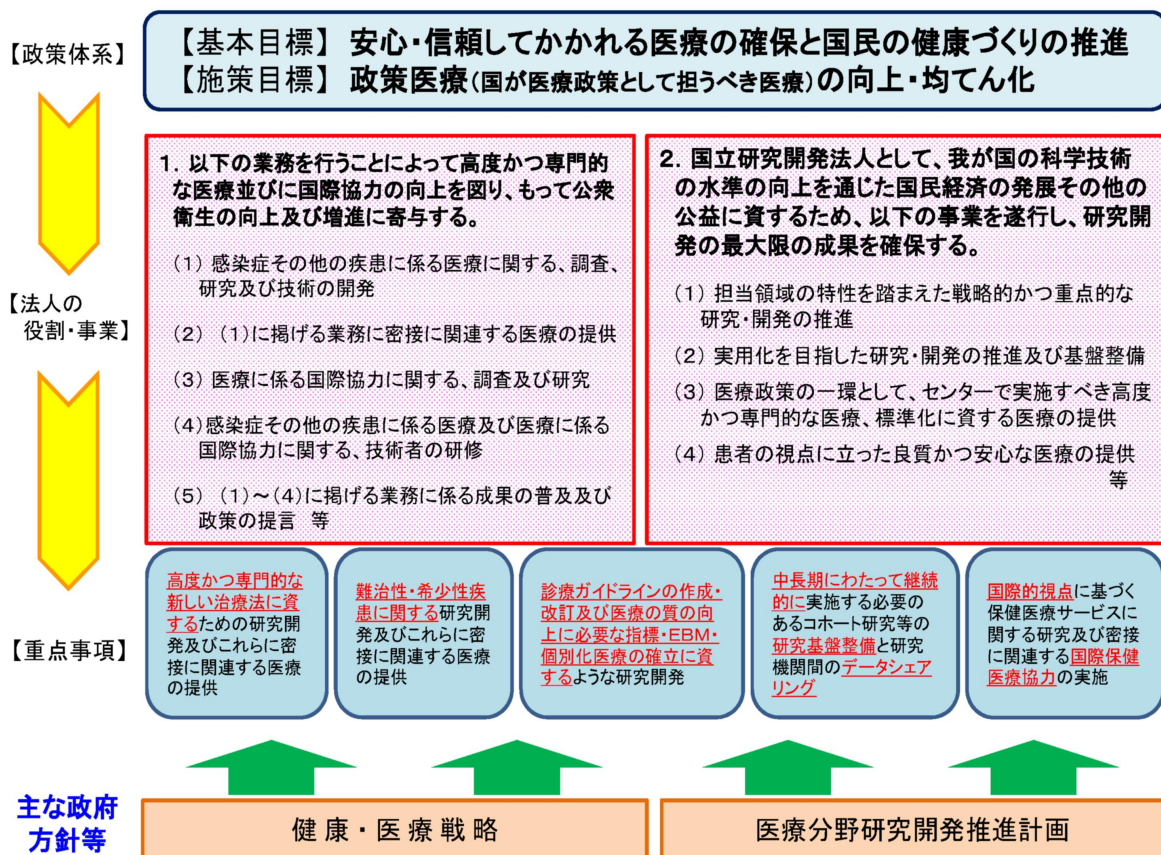 【政策体系】
【基本目標】 安心・信頼してかかれる医療の確保と国民の健康づくりの推進
【施策目標】 政策医療(国が医療政策として担うべき医療)の向上・均てん化
【法人の
役割・事業】
1. 以下の業務を行うことによって高度かつ専門的
な医療並びに国際協力の向上を図り、もって公衆
衛生の向上及び増進に寄与する。
(1) 感染症その他の疾患に係る医療に関する、調査、
研究及び技術の開発
(2) (1)に掲げる業務に密接に関連する医療の提供
(3) 医療に係る国際協力に関する、調査及び研究
(4)感染症その他の疾患に係る医療及び医療に係る
国際協力に関する、技術者の研修
(5) (1)~(4)に掲げる業務に係る成果の普及及び
政策の提言 等
2. 国立研究開発法人として、我が国の科学技術
の水準の向上を通じた国民経済の発展その他の
公益に資するため、以下の事業を遂行し、研究開
発の最大限の成果を確保する。
(1) 担当領域の特性を踏まえた戦略的かつ重点的な
研究・開発の推進
(2) 実用化を目指した研究・開発の推進及び基盤整備
(3) 医療政策の一環として、センターで実施すべき高度
かつ専門的な医療、標準化に資する医療の提供
(4) 患者の視点に立った良質かつ安心な医療の提供
等
【重点事項】
高度かつ専門的な
新しい治療法に資
するための研究開
発及びこれらに密
接に関連する医療
の提供
難治性・希少性疾
患に関する研究開
発及びこれらに密
接に関連する医療
の提供
診療ガイドラインの作成・
改訂及び医療の質の向
上に必要な指標・EBM・
個別化医療の確立に資
するような研究開発
中長期にわたって継続
的に実施する必要の
あるコホート研究等の
研究基盤整備と研究
機関間のデータシェア
リング
国際的視点に基づく
保健医療サービスに
関する研究及び密接
に関連する国際保健
医療協力の実施
主な政府
方針等
健康・医療戦略
医療分野研究開発推進計画